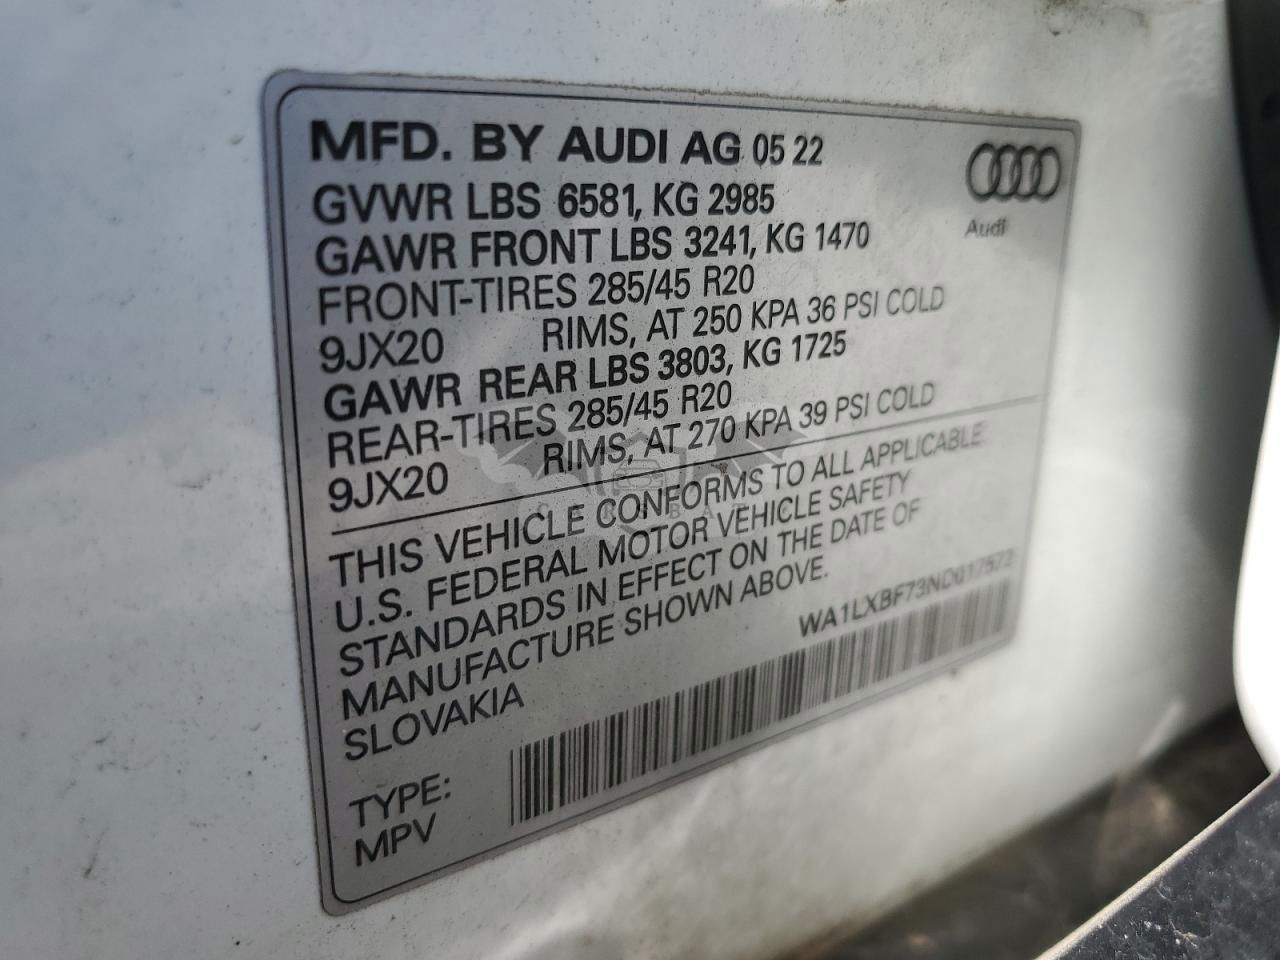 MFD. BY AUDI AG 05 22
GVWR LBS 6581, KG 2985
GAWR FRONT LBS 3241, KG 1470
FRONT-TIRES 285/45 R20
9JX20 RIMS, AT 250 KPA 36 PSI COLD
GAWR REAR LBS 3803, KG 1725
REAR-TIRES 285/45 R20
9JX20 RIMS, AT 270 KPA 39 PSI COLD
THIS VEHICLE CONFORMS TO ALL APPLICABLE
U.S. FEDERAL MOTOR VEHICLE SAFETY
STANDARDS IN EFFECT ON THE DATE OF
MANUFACTURE SHOWN ABOVE.
SLOVAKIA
WA1LXBF73ND017572
TYPE:
MPV
Audi
CARSBAT